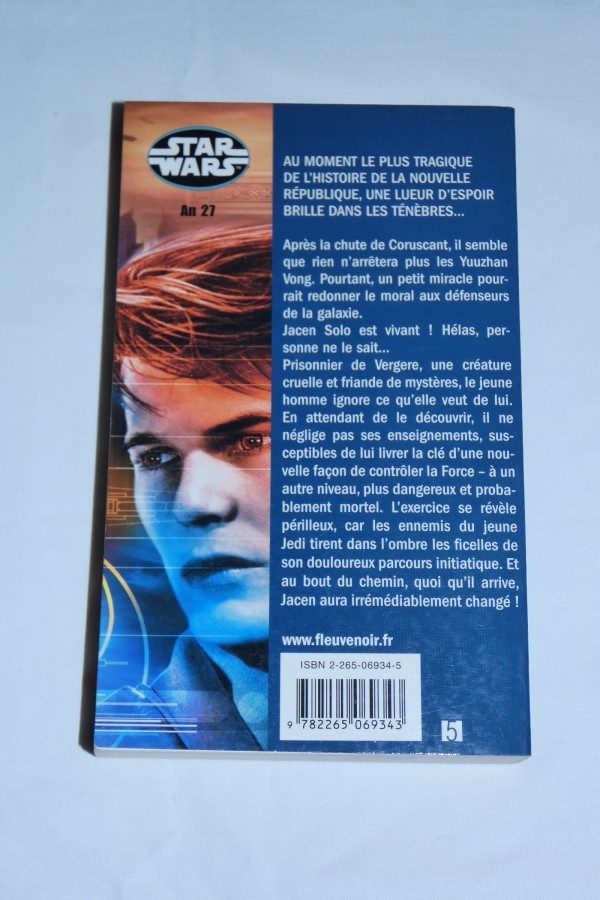 STAR
WARS
An 27
AU MOMENT LE PLUS TRAGIQUE
DE L'HISTOIRE DE LA NOUVELLE
RÉPUBLIQUE, UNE LUEUR D'ESPOIR
BRILLE DANS LES TÉNÈBRES...
Après la chute de Coruscant, il semble
que rien n'arrêtera plus les Yuuzhan
Vong. Pourtant, un petit miracle pour-
rait redonner le moral aux défenseurs
de la galaxie.
Jacen Solo est vivant ! Hélas, per-
sonne ne le sait...
Prisonnier de Vergere, une créature
cruelle et friande de mystères, le jeune
homme ignore ce qu'elle veut de lui.
En attendant de le découvrir, il ne
néglige pas ses enseignements, sus-
ceptibles de lui livrer la clé d'une nou-
velle façon de contrôler la Force – à un
autre niveau, plus dangereux et proba-
blement mortel. L'exercice se révèle
périlleux, car les ennemis du jeune
Jedi tirent dans l'ombre les ficelles de
son douloureux parcours initiatique. Et
au bout du chemin, quoi qu'il arrive,
Jacen aura irrémédiablement changé !
www.fleuvenoir.fr
ISBN 2-265-06934-5
9 782265 069343
5